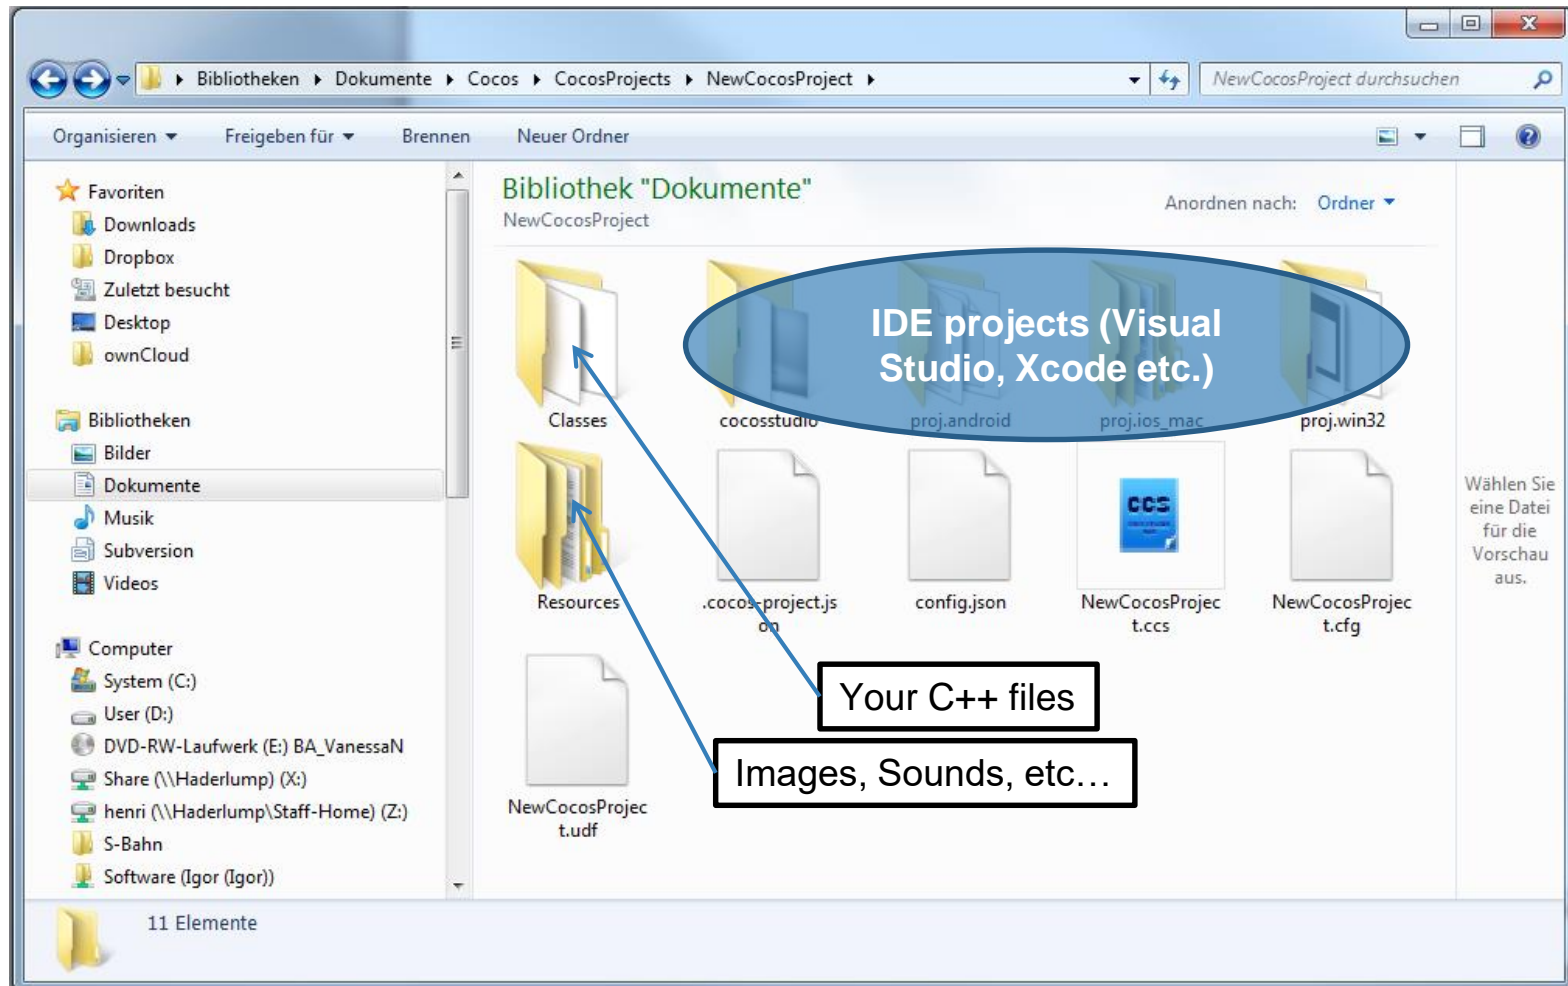 Bibliotheken Dokumente Cocos CocosProjects NewCocosProject
NewCocosProject durchsuchen
Organisieren Freigeben für Brennen Neuer Ordner
Favoriten
Downloads
Dropbox
Zuletzt besucht
Desktop
ownCloud
Bibliotheken
Bilder
Dokumente
Musik
Subversion
Videos
Computer
System (C:)
User (D:)
DVD-RW-Laufwerk (E:) BA_VanessaN
Share (\\Haderlump) (X:)
henri (\\Haderlump\Staff-Home) (Z:)
S-Bahn
Software (Igor (Igor))
Bibliothek "Dokumente"
NewCocosProject
Anordnen nach: Ordner
IDE projects (Visual
Studio, Xcode etc.)
Classes
cocosstudio
proj.android
proj.ios_mac
proj.win32
Resources
.cocos-project.js
on
config.json
CCS
NewCocosProjec
t.ccs
NewCocosProjec
t.cfg
NewCocosProjec
t.udf
Your C++ files
Images, Sounds, etc…
Wählen Sie
eine Datei
für die
Vorschau
aus.
11 Elemente